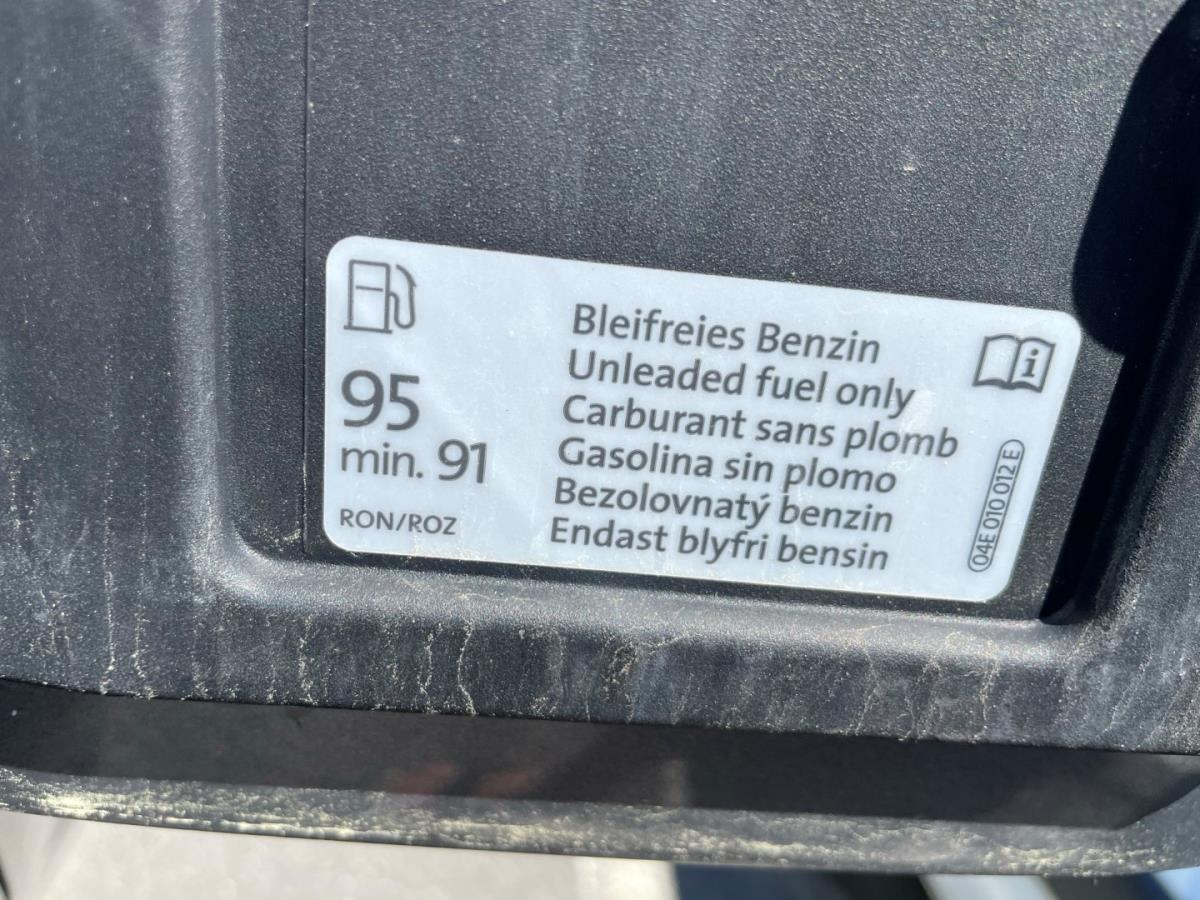 95
min. 91
RON/ROZ
Bleifreies Benzin
Unleaded fuel only
Carburant sans plomb
Gasolina sin plomo
Bezolovnatý benzin
Endast blyfri bensin
i
04E 010 012 E